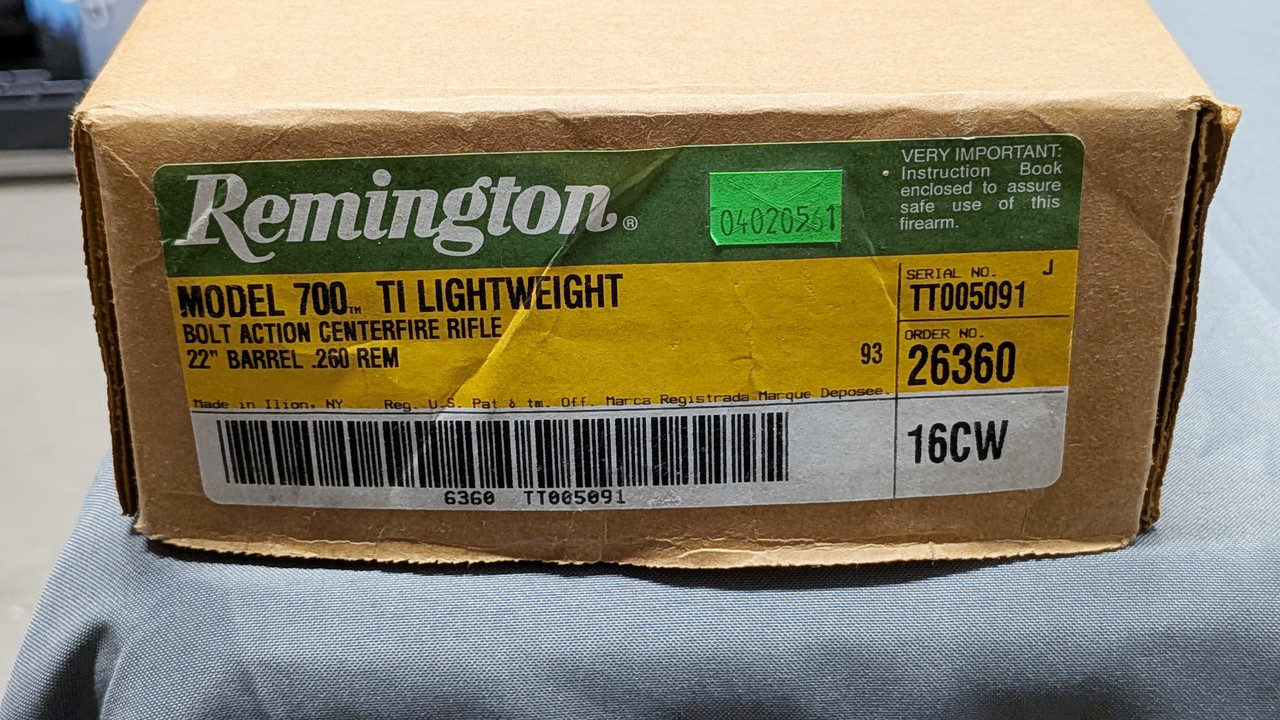 Remington®
04020561
VERY IMPORTANT:
Instruction Book
enclosed to assure
safe use of this
firearm.
MODEL 700™ TI LIGHTWEIGHT
BOLT ACTION CENTERFIRE RIFLE
22" BARREL .260 REM
93
SERIAL NO. J
TT005091
ORDER NO.
26360
Made in Ilion, NY Reg. U.S. Pat & tm. Off. Marca Registrada Marque Deposee.
16CW
6360 TT005091